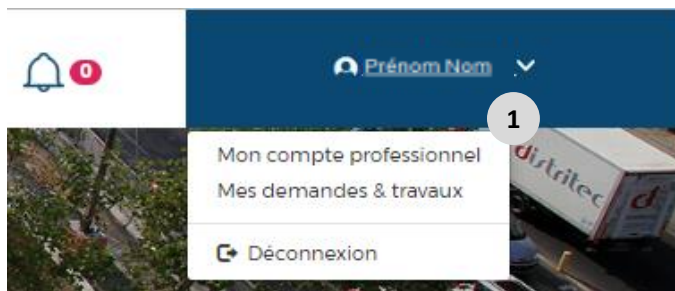 0
Prénom Nom
1
Mon compte professionnel
Mes demandes & travaux
Déconnexion
distritec
d